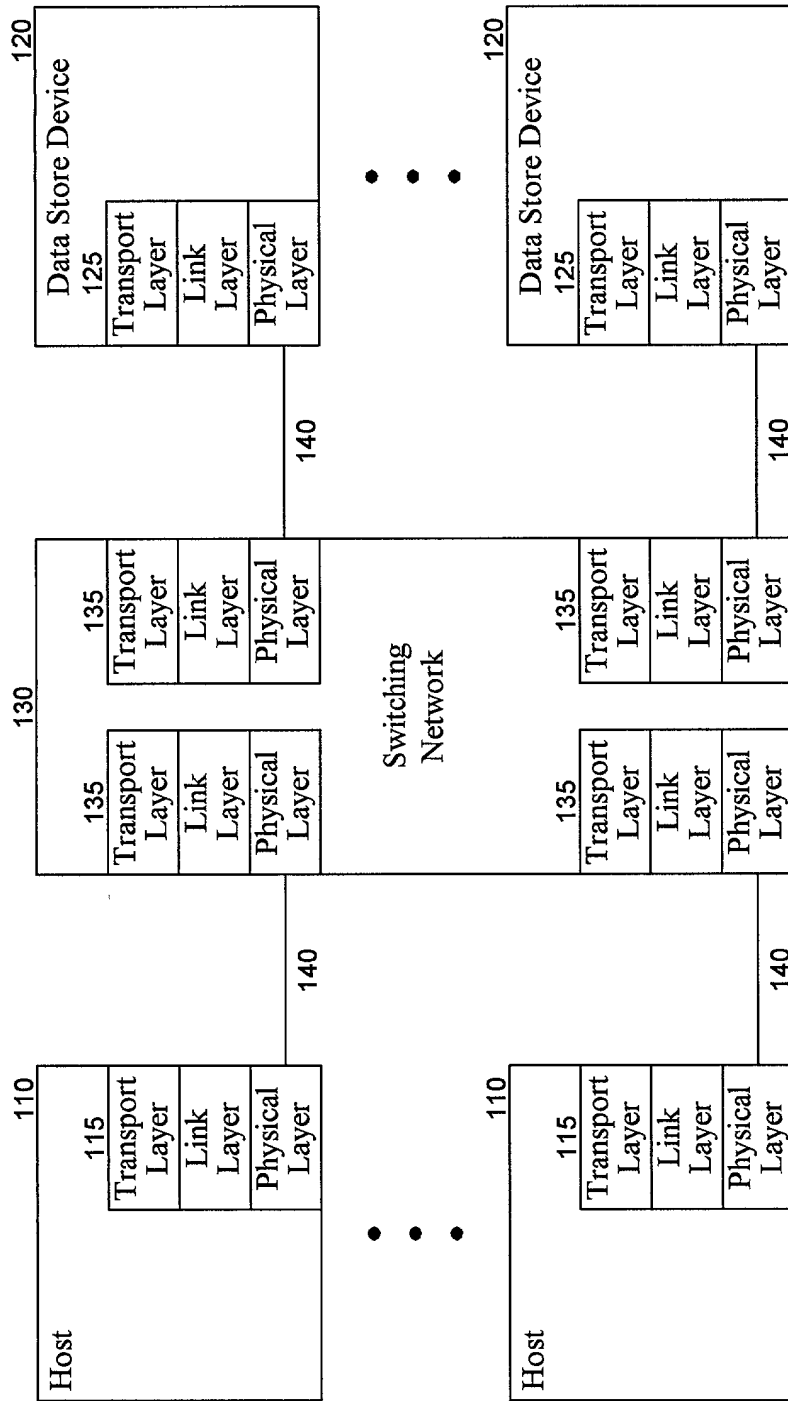 Host
110
115
Transport
Layer
Link
Layer
Physical
Layer
140
130
135
Transport
Layer
Link
Layer
Physical
Layer
135
Transport
Layer
Link
Layer
Physical
Layer
140
Data Store Device
120
125
Transport
Layer
Link
Layer
Physical
Layer
Switching
Network
Host
110
115
Transport
Layer
Link
Layer
Physical
Layer
140
135
Transport
Layer
Link
Layer
Physical
Layer
135
Transport
Layer
Link
Layer
Physical
Layer
140
Data Store Device
120
125
Transport
Layer
Link
Layer
Physical
Layer